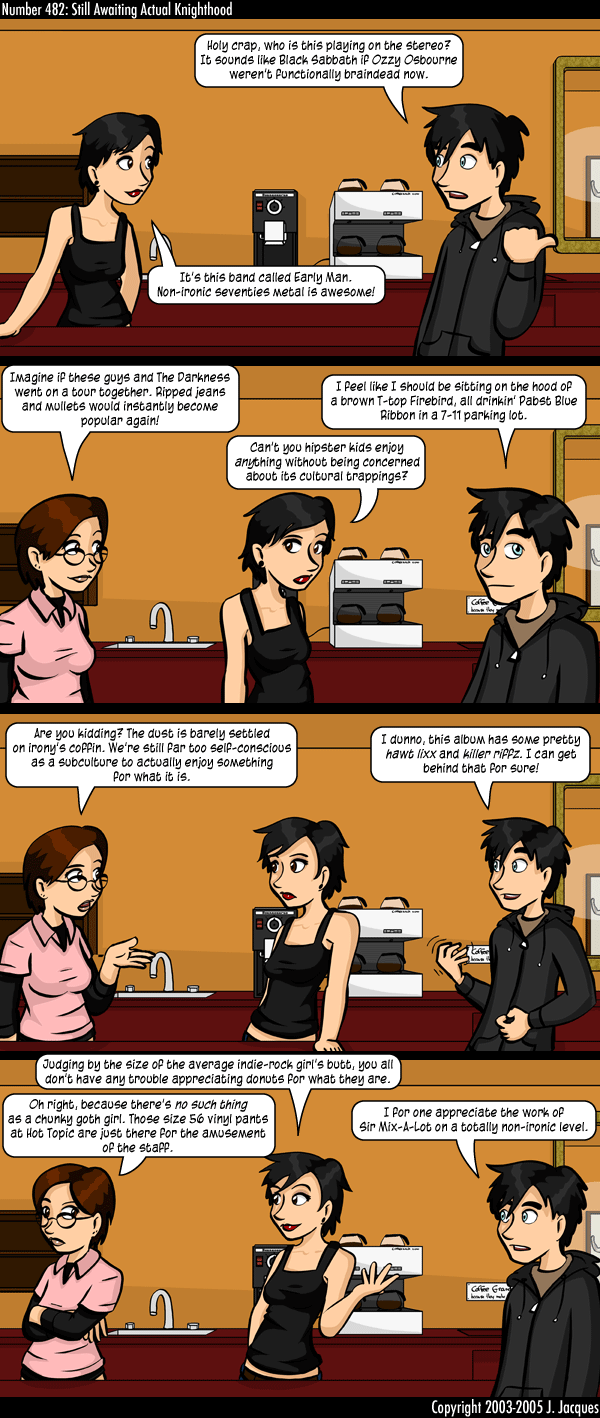 Number 482: Still Awaiting Actual Knighthood
Holy crap, who is this playing on the stereo?
It sounds like Black Sabbath if Ozzy Osbourne
weren't functionally braindead now.
It's this band called Early Man.
Non-ironic seventies metal is awesome!
Imagine if these guys and The Darkness
went on a tour together. Ripped jeans
and mullets would instantly become
popular again!
I feel like I should be sitting on the hood of
a brown T-top Firebird, all drinkin' Pabst Blue
Ribbon in a 7-11 parking lot.
Can't you hipster kids enjoy
anything without being concerned
about its cultural trappings?
Coffee
Are you kidding? The dust is barely settled
on irony's coffin. We're still far too self-conscious
as a subculture to actually enjoy something
for what it is.
I dunno, this album has some pretty
hawt lixx and killer riffz. I can get
behind that for sure!
Coffee
Judging by the size of the average indie-rock girl's butt, you all
don't have any trouble appreciating donuts for what they are.
Oh right, because there's no such thing
as a chunky goth girl. Those size 56 vinyl pants
at Hot Topic are just there for the amusement
of the staff.
I for one appreciate the work of
Sir Mix-A-Lot on a totally non-ironic level.
Coffee
Copyright 2003-2005 J. Jacques